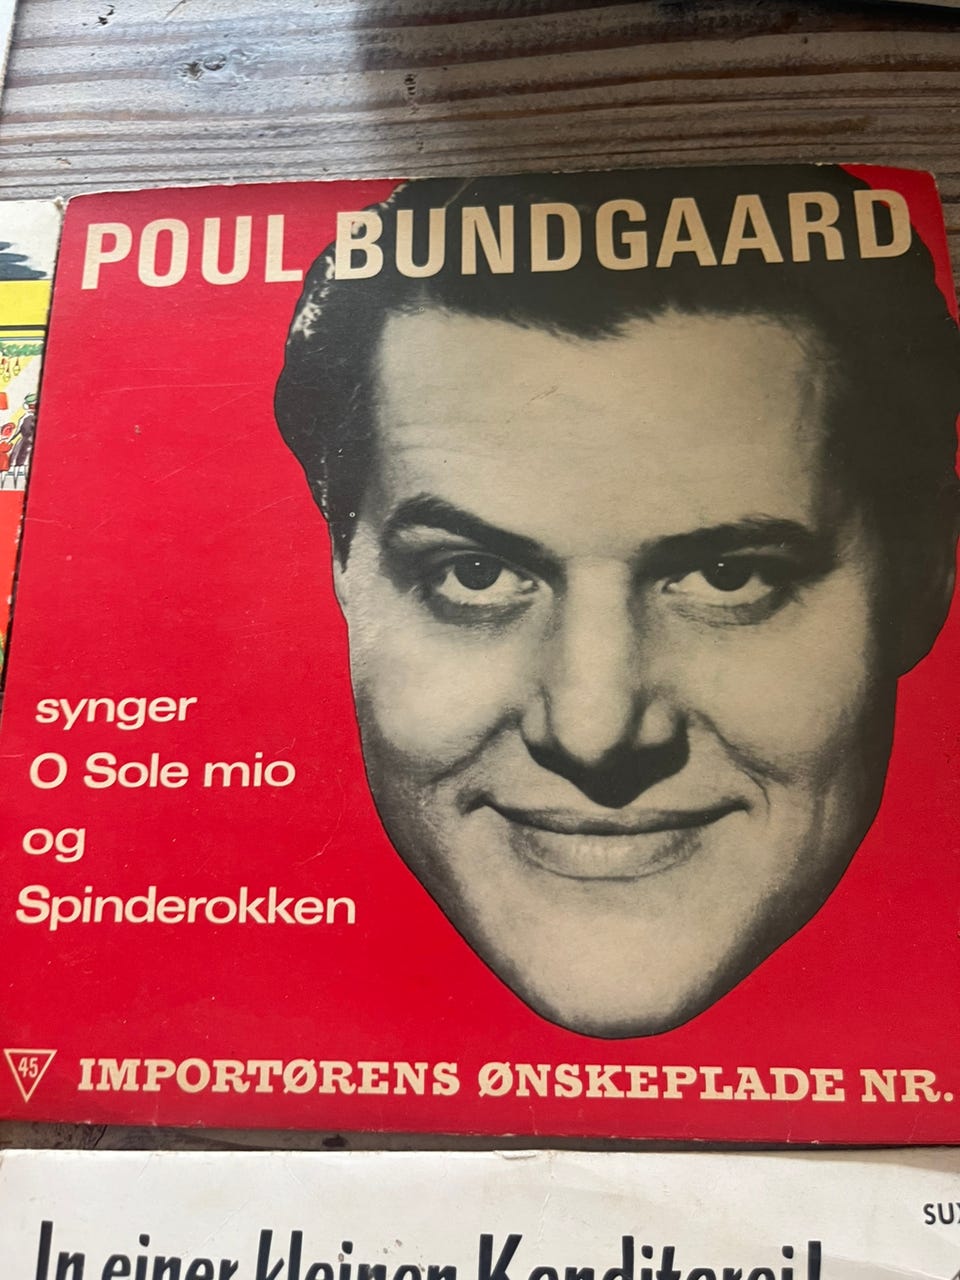 POUL BUNDGAARD
synger
O Sole mio
og
Spinderokken
45
IMPORTØRENS ØNSKEPLADE NR.
In einer kleinen Konditorei!